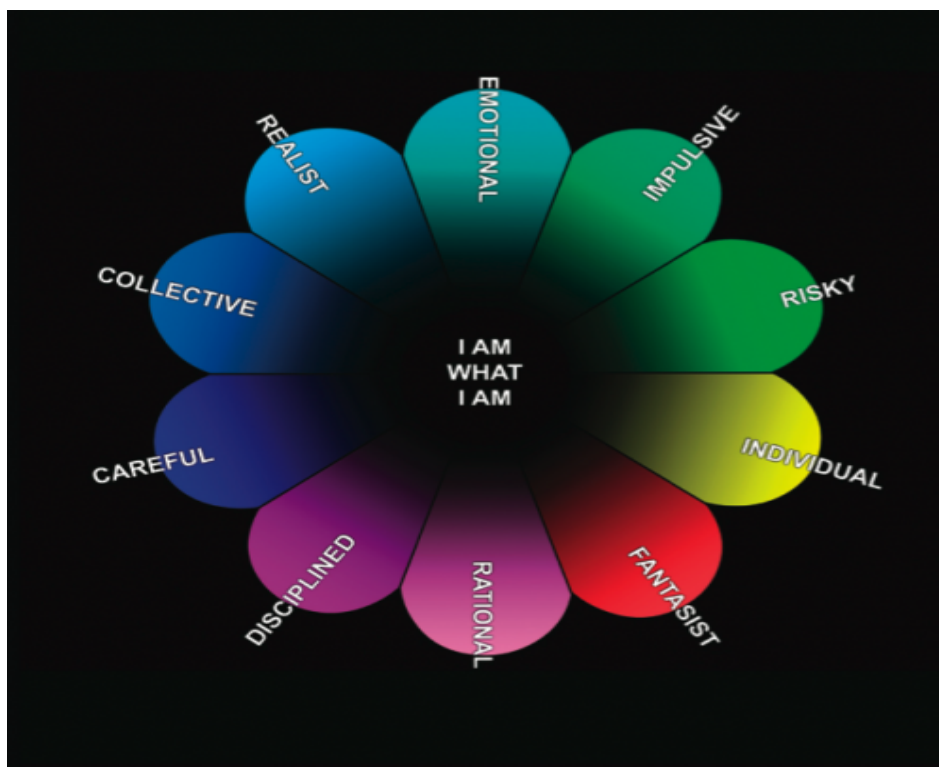 EMOTIONAL
IMPULSIVE
RISKY
INDIVIDUAL
FANTASIST
RATIONAL
DISCIPLINED
CAREFUL
COLLECTIVE
REALIST
I AM
WHAT
I AM